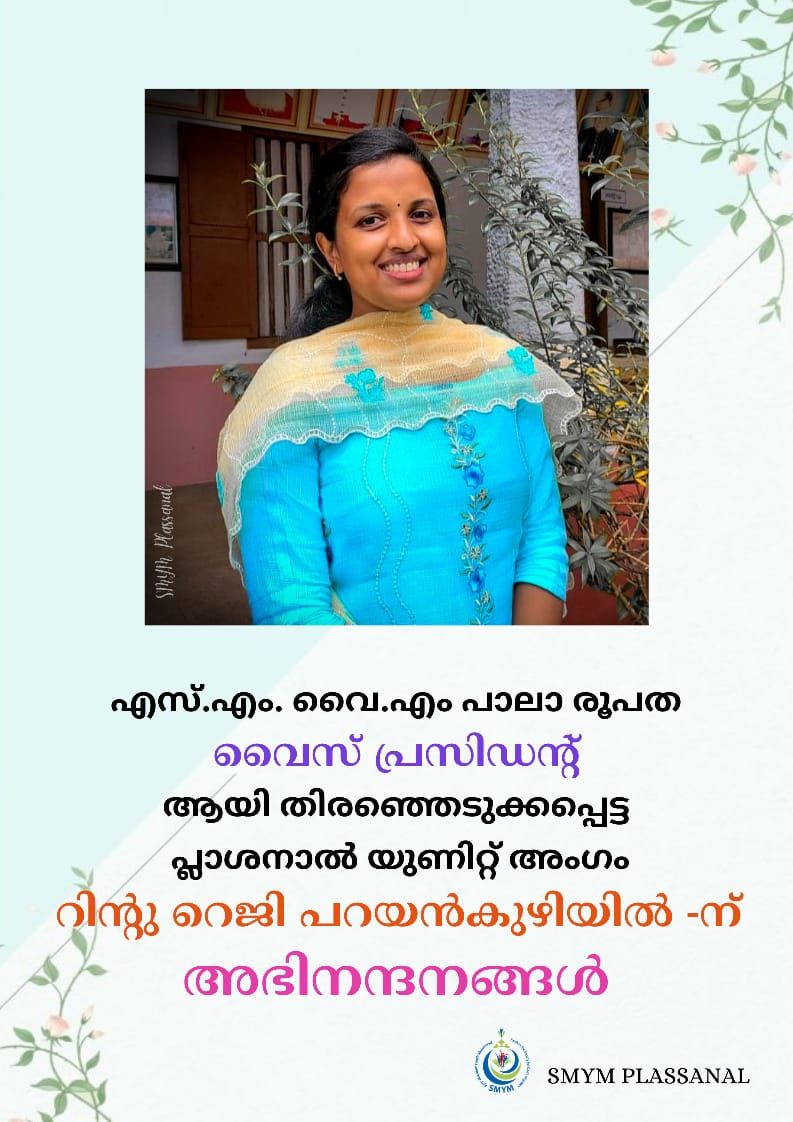 SMYM Plassanal
എസ്.എം. വൈ.എം പാലാ രൂപത
വൈസ് പ്രസിഡന്റ്
ആയി തിരഞ്ഞെടുക്കപ്പെട്ട
പ്ലാശനാൽ യുണിറ്റ് അംഗം
റിന്റു റെജി പറയൻകുഴിയിൽ -ന്
അഭിനന്ദനങ്ങൾ
SMYM
SMYM PLASSANAL